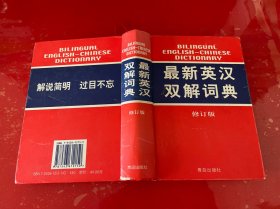 BILINGUAL
ENGLISH-CHINESE
DICTIONARY
解说简明 过目不忘
最新英汉
双解词典
修订版
BILINGUAL
ENGLISH-CHINESE
DICTIONARY
最新英汉
双解词典
修订版